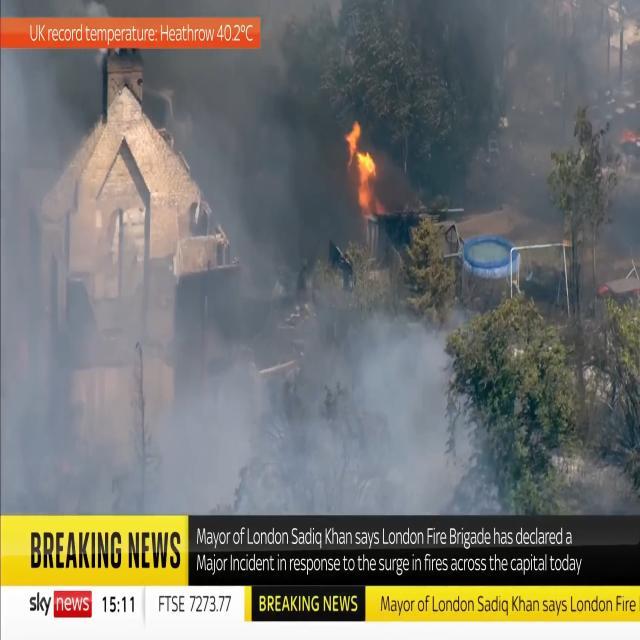 UK record temperature: Heathrow 40.2ºC
BREAKING NEWS
Mayor of London Sadiq Khan says London Fire Brigade has declared a
Major Incident in response to the surge in fires across the capital today
sky news 15:11 FTSE 7273.77 BREAKING NEWS Mayor of London Sadiq Khan says London Fire